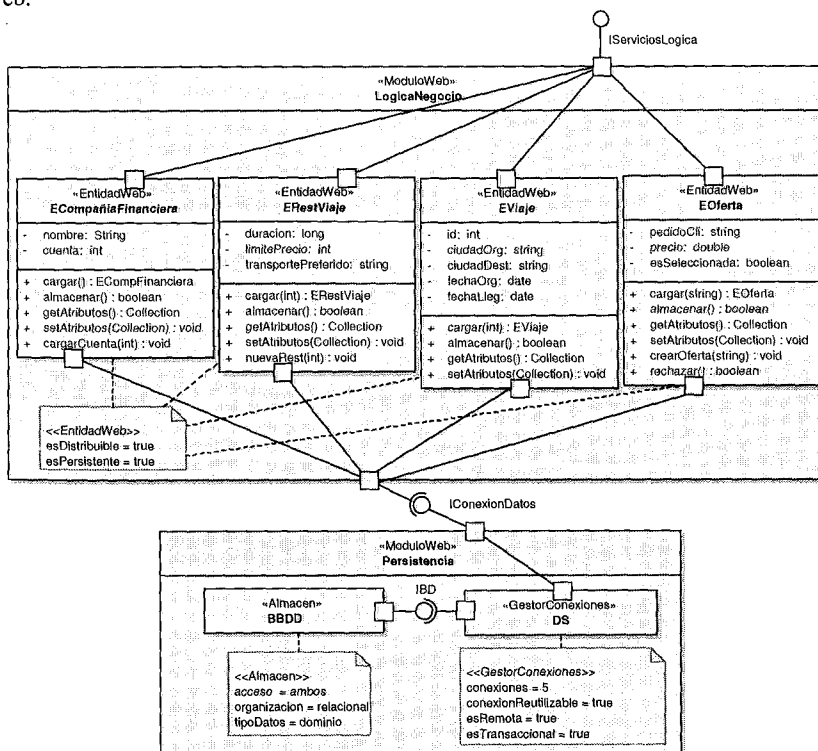 IServiciosLogica
«ModuloWeb»
LogicaNegocio
«EntidadWeb»
ECompañiaFinanciera
- nombre: String
- cuenta: int
+ cargar() : ECompFinanciera
+ almacenar() : boolean
+ getAtributos() : Collection
+ setAtributos(Collection) : void
+ cargarCuenta(int) : void
«EntidadWeb»
ERestViaje
- duracion: long
- limitePrecio: int
- transportePreferido: string
+ cargar(int) : ERestViaje
+ almacenar() : boolean
+ getAtributos() : Collection
+ setAtributos(Collection) : void
+ nuevaRest(int) : void
«EntidadWeb»
EViaje
- id: int
- ciudadOrg: string
- ciudadDest: string
- fechaOrg: date
- fechaLleg: date
+ cargar(int) : EViaje
+ almacenar() : boolean
+ getAtributos() : Collection
+ setAtributos(Collection) : void
«EntidadWeb»
EOferta
- pedidoCli: string
- precio: double
- esSeleccionada: boolean
+ cargar(string) : EOferta
+ almacenar() : boolean
+ getAtributos() : Collection
+ setAtributos(Collection) : void
+ crearOferta(string) : void
+ rechazar() : boolean
<<EntidadWeb>>
esDistribuible = true
esPersistente = true
IConexionDatos
«ModuloWeb»
Persistencia
«Almacen»
BBDD
IBD
«GestorConexiones»
DS
<<Almacen>>
acceso = ambos
organizacion = relacional
tipoDatos = dominio
<<GestorConexiones>>
conexiones = 5
conexionReutilizable = true
esRemota = true
esTransaccional = true